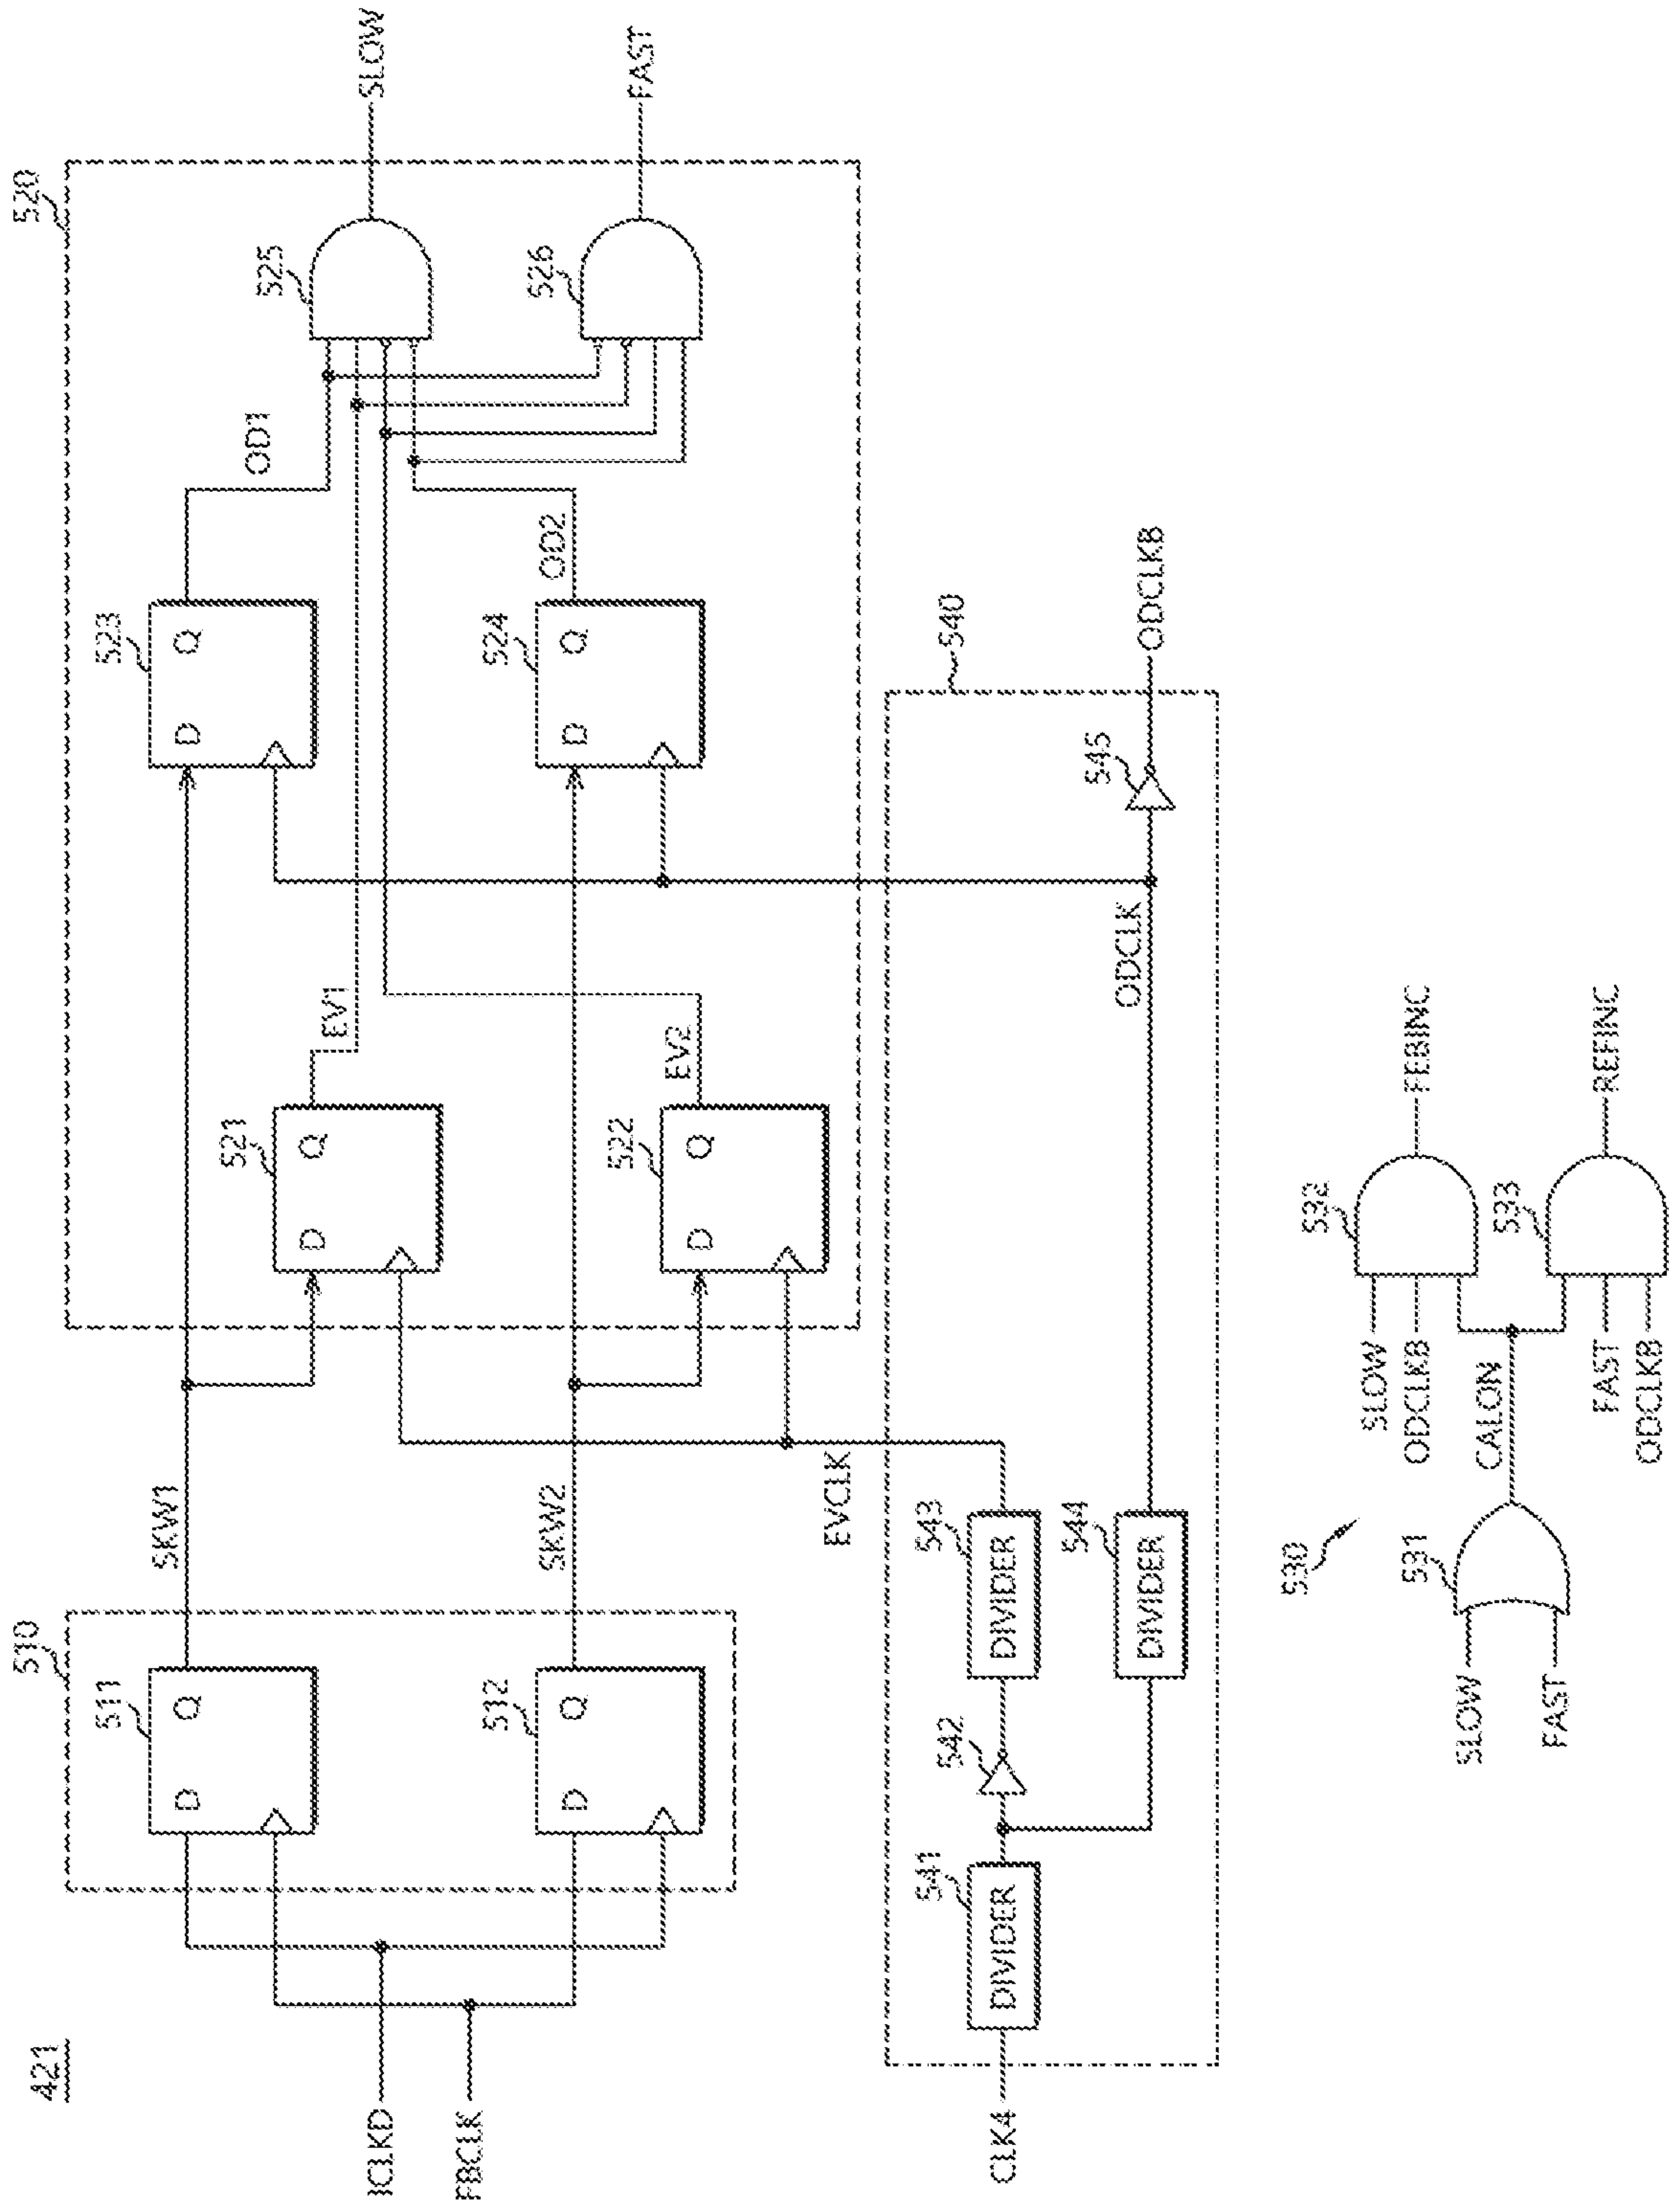 421
510
520
511
D
Q
SKW1
523
D
Q
OD1
525
SLOW
521
D
Q
EV1
ICLKD
FBCLK
512
D
Q
SKW2
524
D
Q
OD2
526
FAST
522
D
Q
EV2
EVCLK
540
541
DIVIDER
542
543
DIVIDER
CLK4
544
DIVIDER
ODCLK
545
ODCLKB
530
SLOW
FAST
531
CALON
SLOW
ODCLKB
532
FEBINC
FAST
ODCLKB
533
REFINC